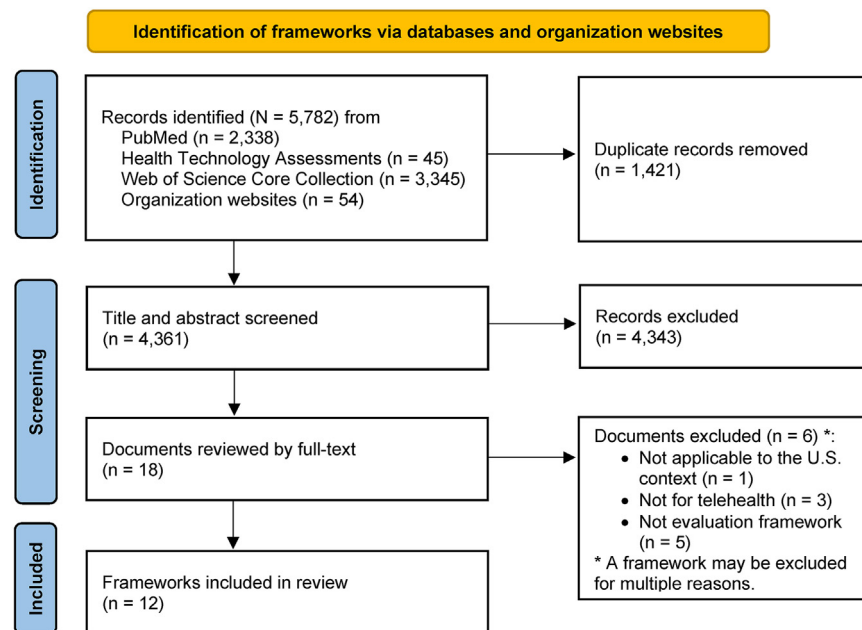 Identification of frameworks via databases and organization websites
Identification
Records identified (N = 5,782) from
PubMed (n = 2,338)
Health Technology Assessments (n = 45)
Web of Science Core Collection (n = 3,345)
Organization websites (n = 54)
Duplicate records removed
(n = 1,421)
Screening
Title and abstract screened
(n = 4,361)
Records excluded
(n = 4,343)
Documents reviewed by full-text
(n = 18)
Documents excluded (n = 6) *:
• Not applicable to the U.S.
context (n = 1)
• Not for telehealth (n = 3)
• Not evaluation framework
(n = 5)
* A framework may be excluded
for multiple reasons.
Included
Frameworks included in review
(n = 12)